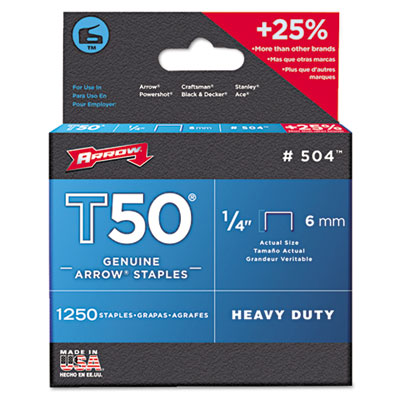 +25%
•More than other brands
•Mas que otras marcas
•Plus que d'autres marques
For Use In
Para Uso En
Pour Employer:
Arrow®
Powershot®
Craftsman®
Black & Decker®
Stanley®
Ace®
T50® 1/4" 6 mm #504™ +25%
ARROW®
# 504™
T50®
GENUINE
ARROW® STAPLES
1/4" 6 mm
Actual Size
Tamaño Actual
Grandeur Veritable
1250 STAPLES•GRAPAS•AGRAFES
HEAVY DUTY
MADE IN
USA
HECHO EN EE.UU.